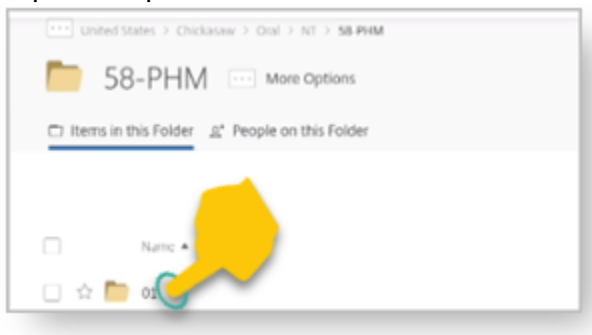 United States > Chickasaw > Oral > NT > 58-PHM
58-PHM ... More Options
Items in this Folder People on this Folder
Name
01